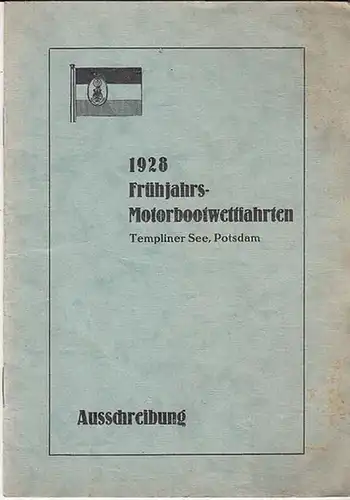 1928
Frühjahrs-
Motorbootwettfahrten
Templiner See, Potsdam
Ausschreibung